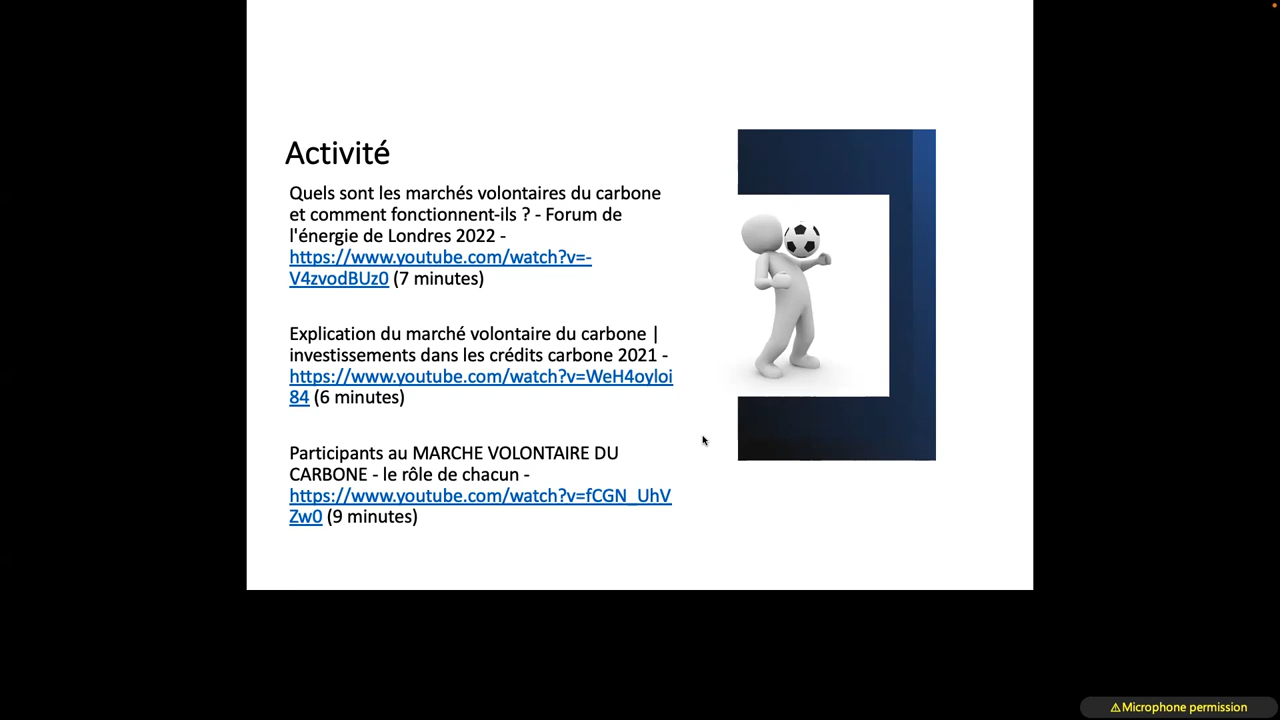 Activité
Quels sont les marchés volontaires du carbone
et comment fonctionnent-ils ? - Forum de
l'énergie de Londres 2022 -
https://www.youtube.com/watch?v=-
V4zvodBUz0 (7 minutes)
Explication du marché volontaire du carbone |
investissements dans les crédits carbone 2021 -
https://www.youtube.com/watch?v=WeH4oyloi
84 (6 minutes)
Participants au MARCHE VOLONTAIRE DU
CARBONE - le rôle de chacun -
https://www.youtube.com/watch?v=fCGN_UhV
Zw0 (9 minutes)
⚠Microphone permission